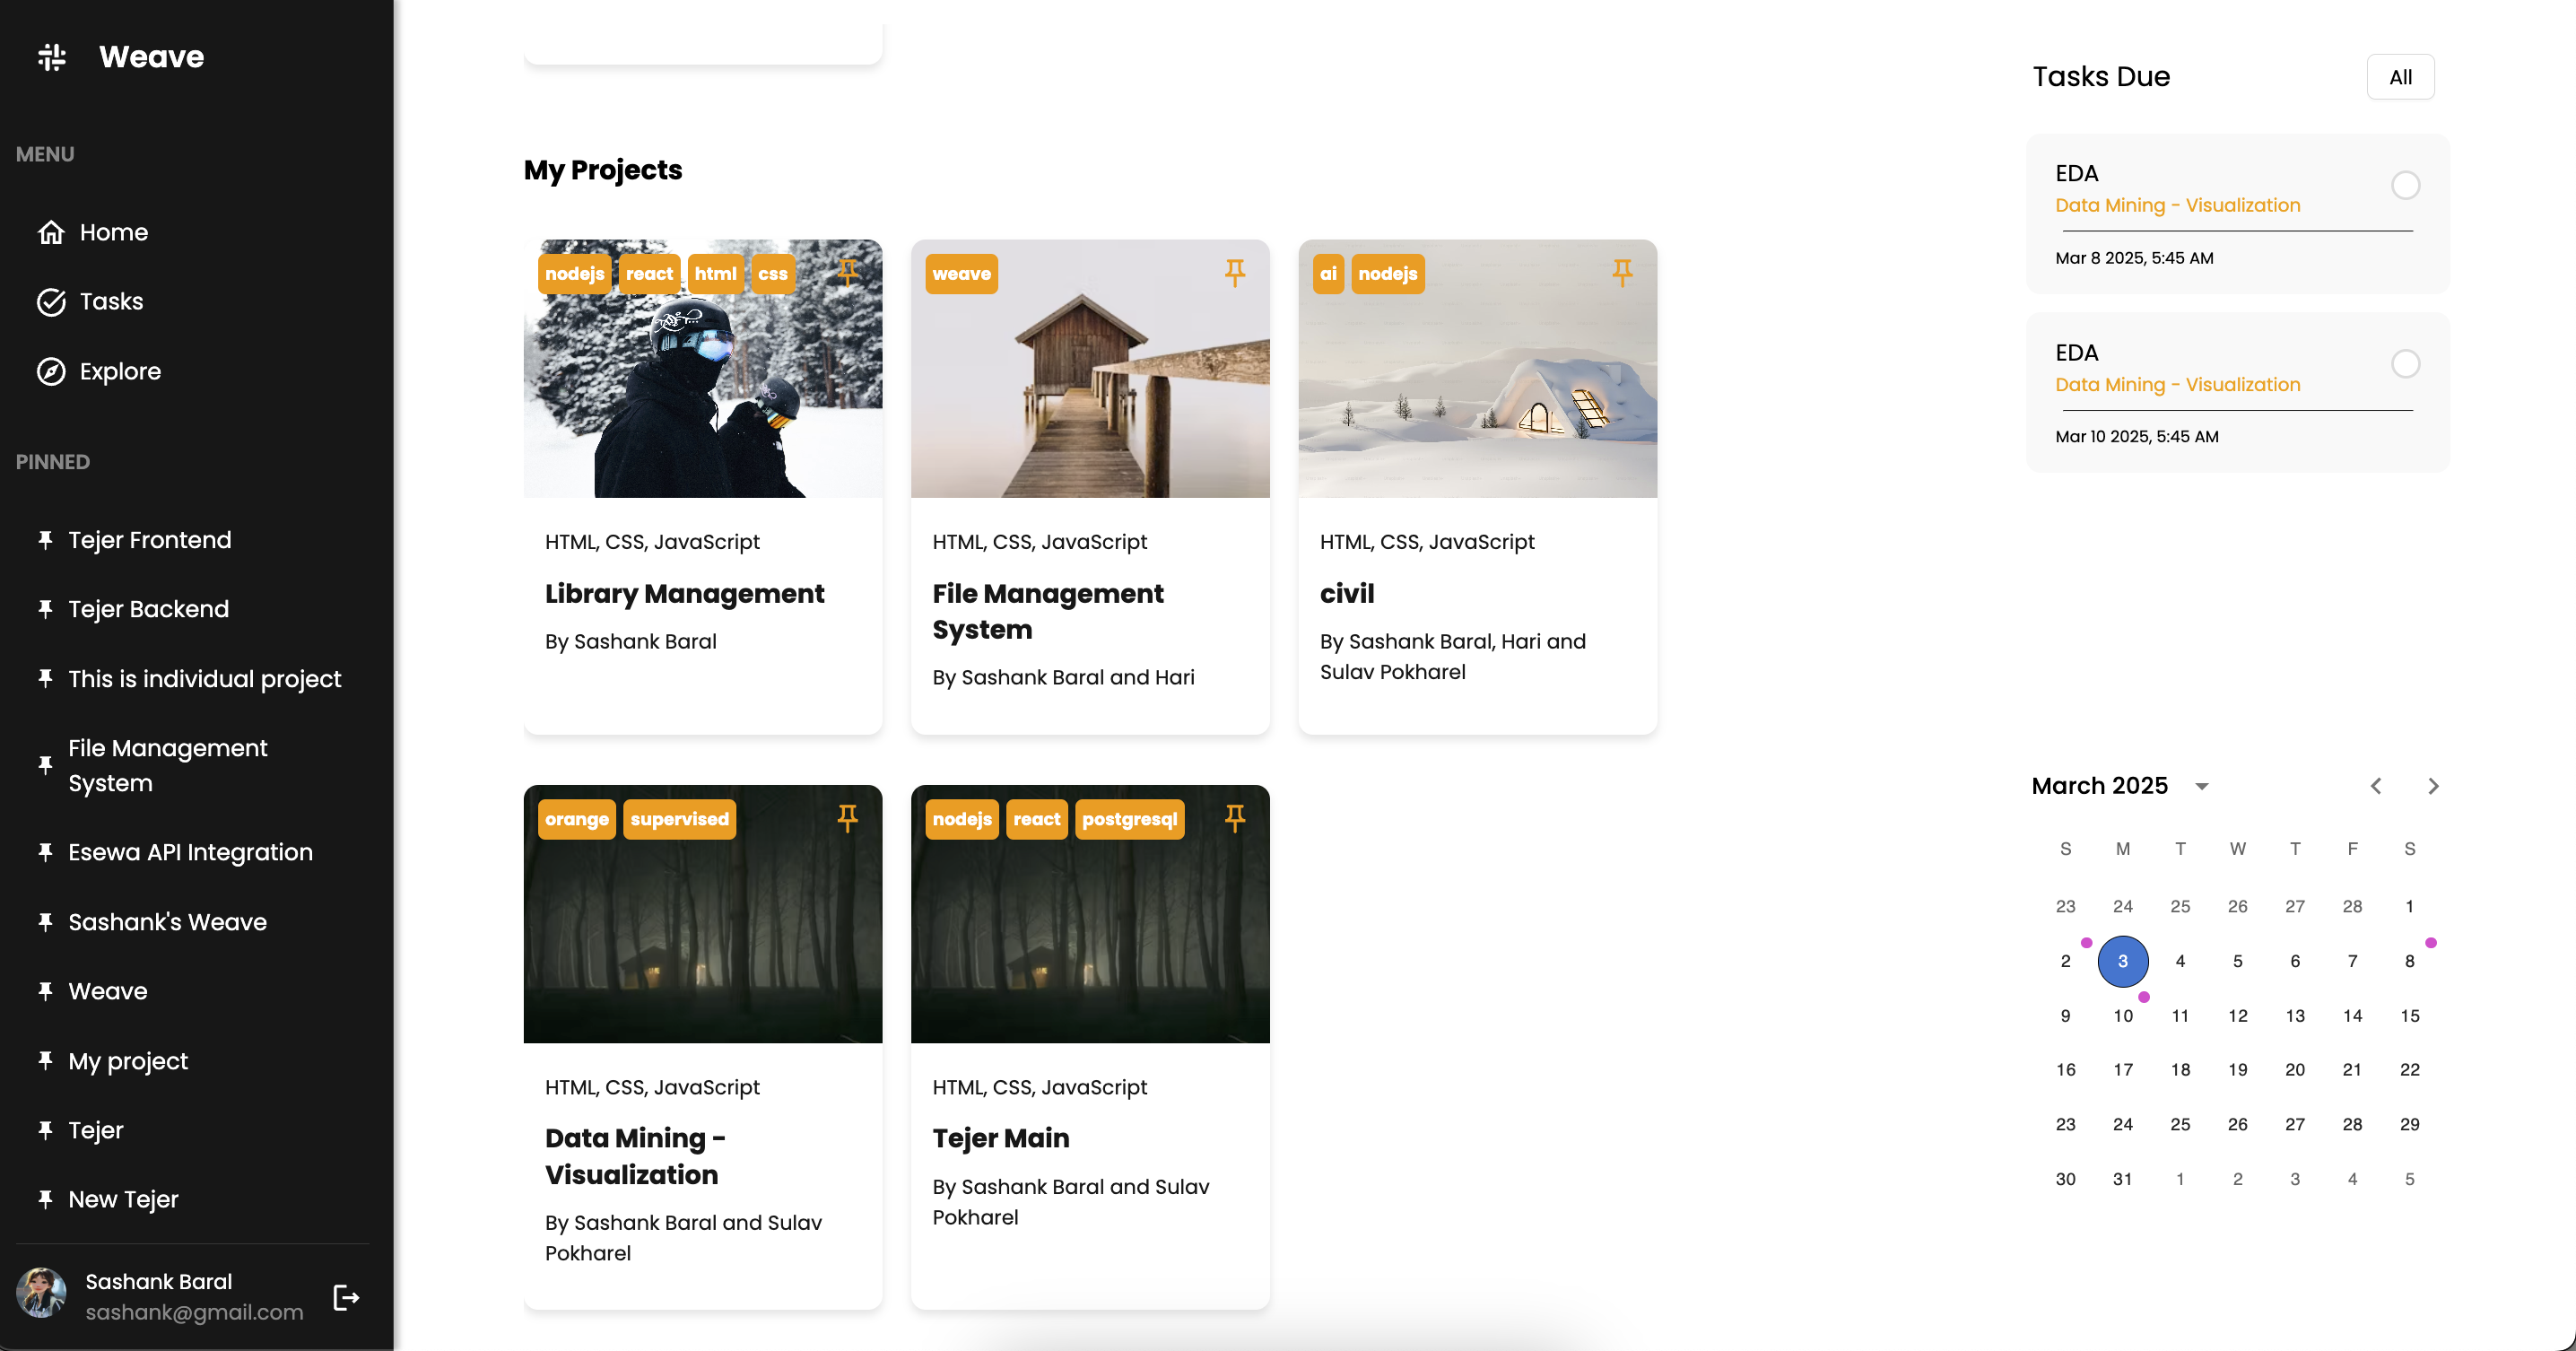 Weave
MENU
Home
Tasks
Explore
PINNED
Tejer Frontend
Tejer Backend
This is individual project
File Management
System
Esewa API Integration
Sashank's Weave
Weave
My project
Tejer
New Tejer
Sashank Baral
sashank@gmail.com
My Projects
nodejs react html css
HTML, CSS, JavaScript
Library Management
By Sashank Baral
weave
HTML, CSS, JavaScript
File Management
System
By Sashank Baral and Hari
ai nodejs
HTML, CSS, JavaScript
civil
By Sashank Baral, Hari and
Sulav Pokharel
orange supervised
HTML, CSS, JavaScript
Data Mining -
Visualization
By Sashank Baral and Sulav
Pokharel
nodejs react postgresql
HTML, CSS, JavaScript
Tejer Main
By Sashank Baral and Sulav
Pokharel
Tasks Due All
EDA
Data Mining - Visualization
Mar 8 2025, 5:45 AM
EDA
Data Mining - Visualization
Mar 10 2025, 5:45 AM
March 2025
S M T W T F S
23 24 25 26 27 28 1
2 3 4 5 6 7 8
9 10 11 12 13 14 15
16 17 18 19 20 21 22
23 24 25 26 27 28 29
30 31 1 2 3 4 5